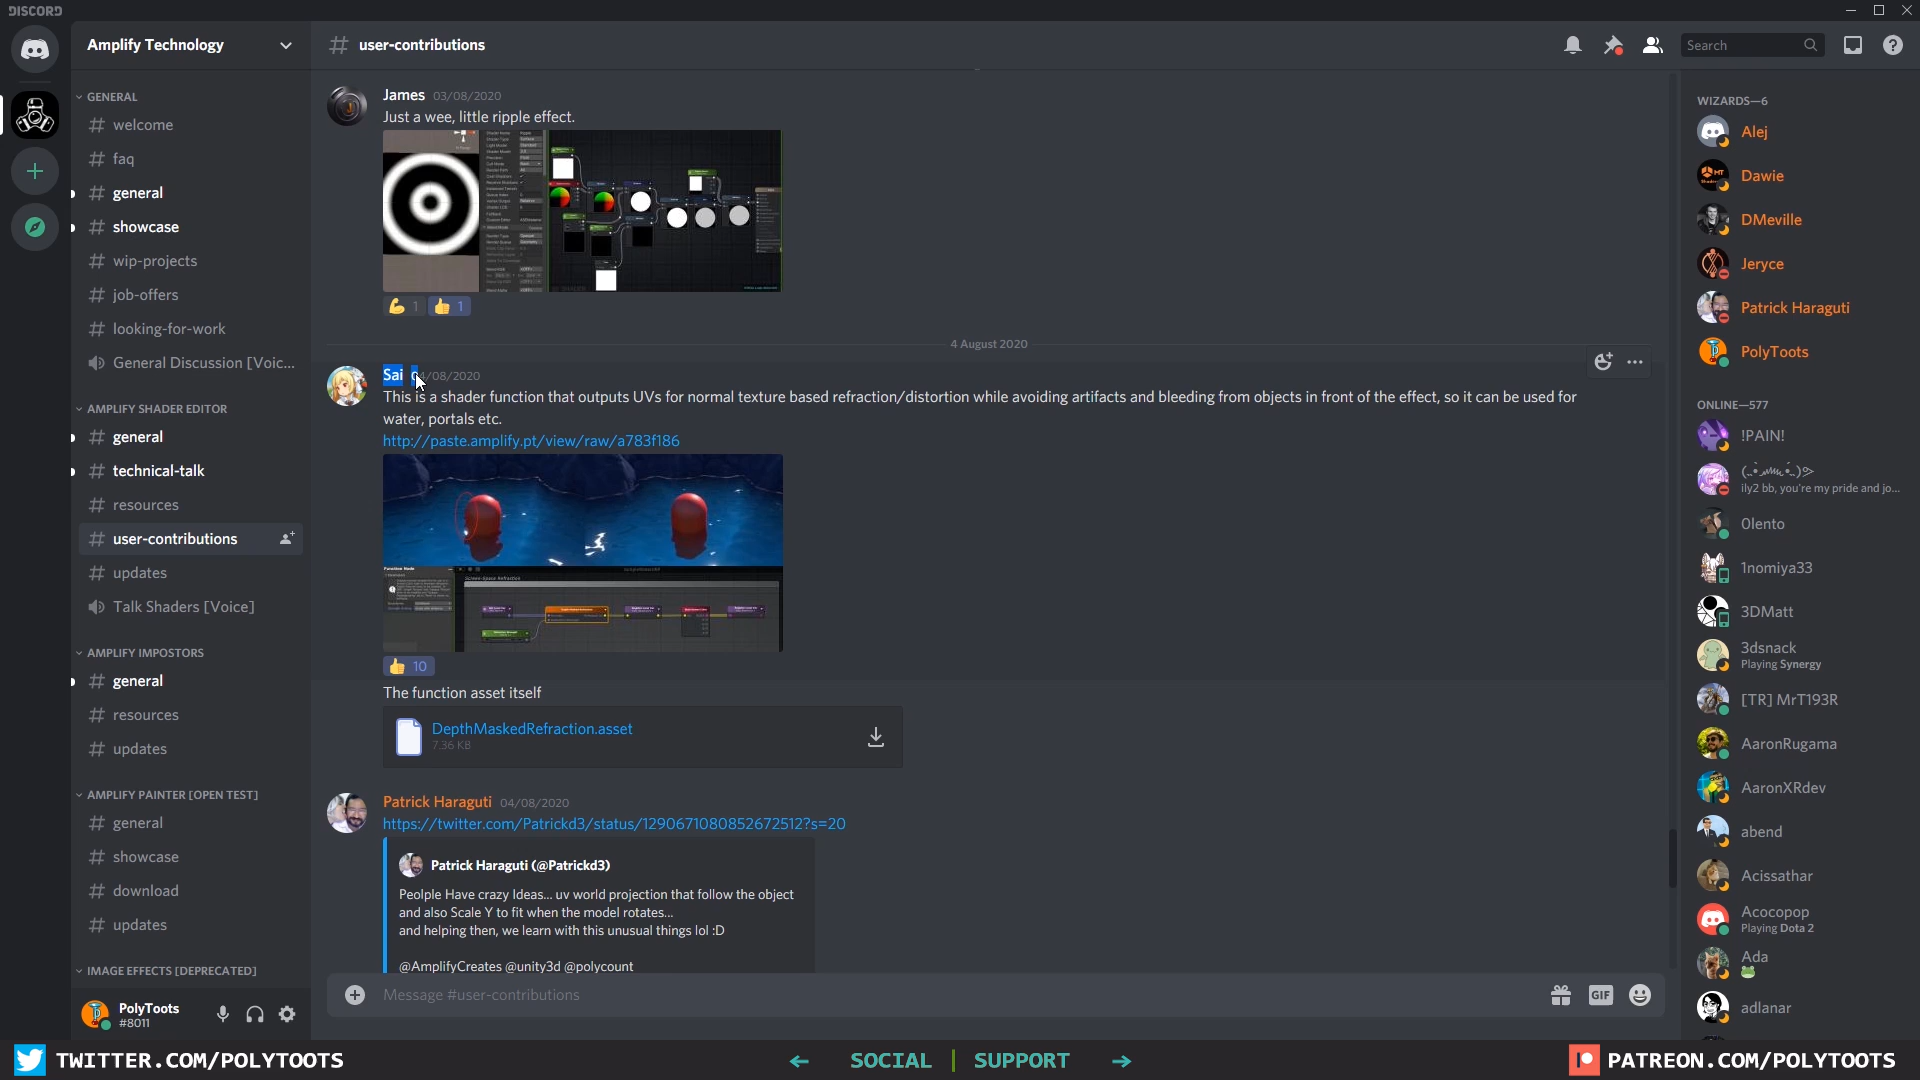 DISCORD
Amplify Technology
GENERAL
welcome
faq
general
showcase
wip-projects
job-offers
looking-for-work
General Discussion [Voic...
AMPLIFY SHADER EDITOR
general
technical-talk
resources
user-contributions
updates
Talk Shaders [Voice]
AMPLIFY IMPOSTORS
general
resources
updates
AMPLIFY PAINTER [OPEN TEST]
general
showcase
download
updates
IMAGE EFFECTS [DEPRECATED]
PolyToots
#8011
# user-contributions
Search
James 03/08/2020
Just a wee, little ripple effect.
1 1
4 August 2020
Sai 04/08/2020
This is a shader function that outputs UVs for normal texture based refraction/distortion while avoiding artifacts and bleeding from objects in front of the effect, so it can be used for
water, portals etc.
http://paste.amplify.pt/view/raw/a783f186
Screen-Space Refraction
10
The function asset itself
DepthMaskedRefraction.asset
7.36 KB
Patrick Haraguti 04/08/2020
https://twitter.com/Patrickd3/status/1290671080852672512?s=20
Patrick Haraguti (@Patrickd3)
Peolple Have crazy Ideas... uv world projection that follow the object
and also Scale Y to fit when the model rotates...
and helping then, we learn with this unusual things lol :D
@AmplifyCreates @unity3d @polycount
Message #user-contributions
GIF
WIZARDS—6
Alej
Dawie
DMeville
Jeryce
Patrick Haraguti
PolyToots
ONLINE—577
!PAIN!
ily2 bb, you're my pride and jo...
0lento
1nomiya33
3DMatt
3dsnack
Playing Synergy
[TR] MrT193R
AaronRugama
AaronXRdev
abend
Acissathar
Acocopop
Playing Dota 2
Ada
adlanar
TWITTER.COM/POLYTOOTS
← SOCIAL | SUPPORT →
PATREON.COM/POLYTOOTS